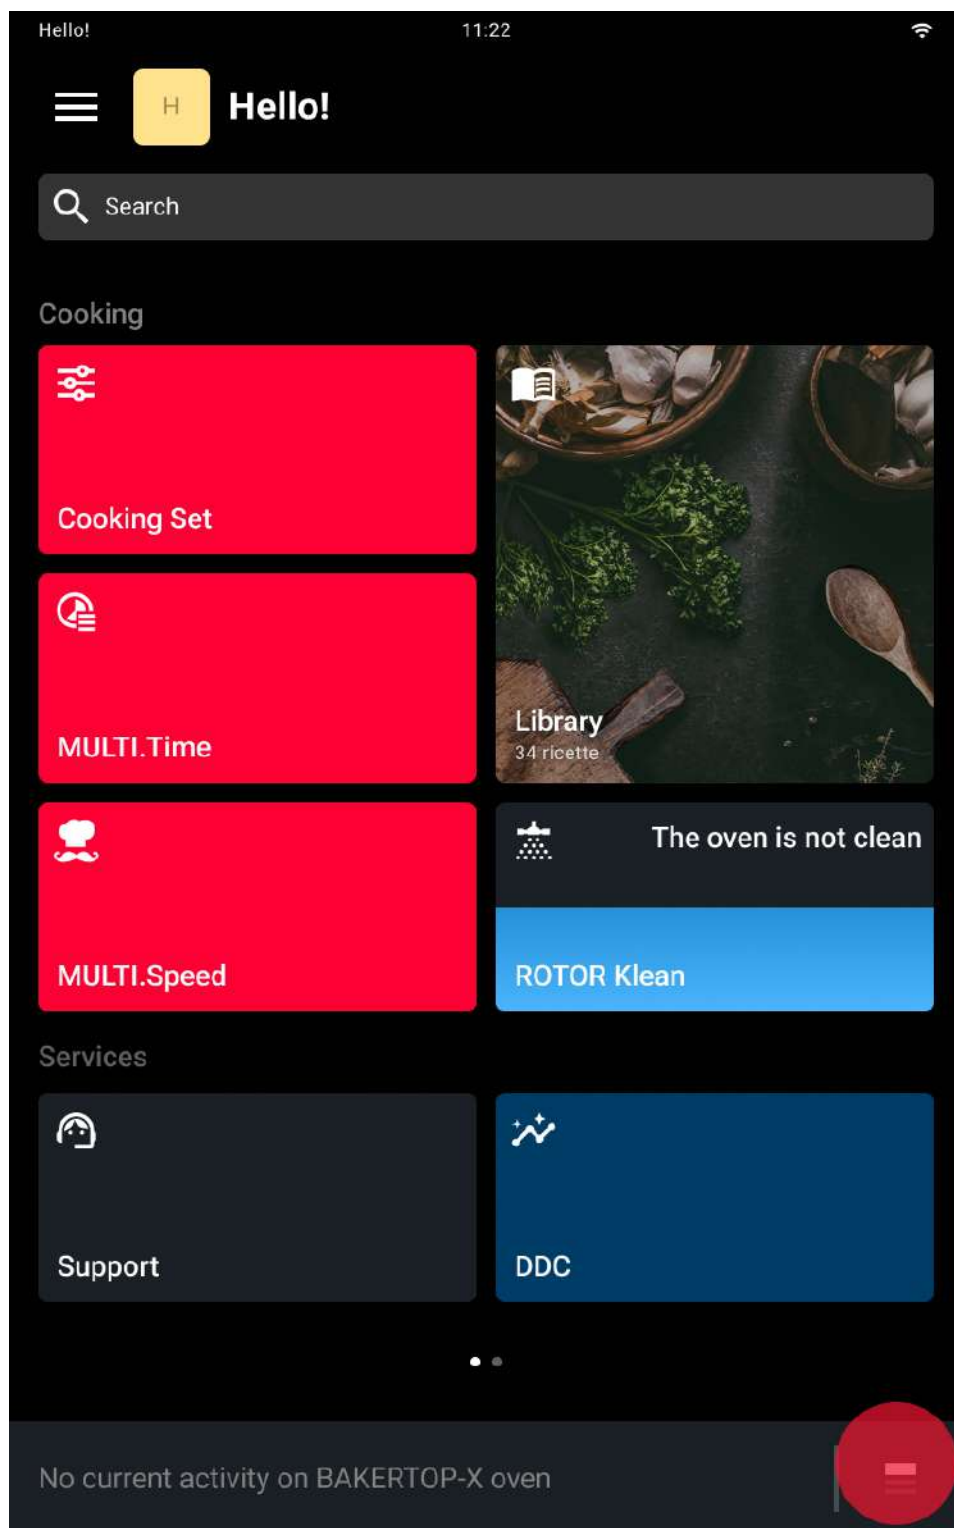 Hello!
11:22
H
Hello!
Search
Cooking
Cooking Set
MULTI.Time
Library
34 ricette
MULTI.Speed
The oven is not clean
ROTOR Klean
Services
Support
DDC
No current activity on BAKERTOP-X oven